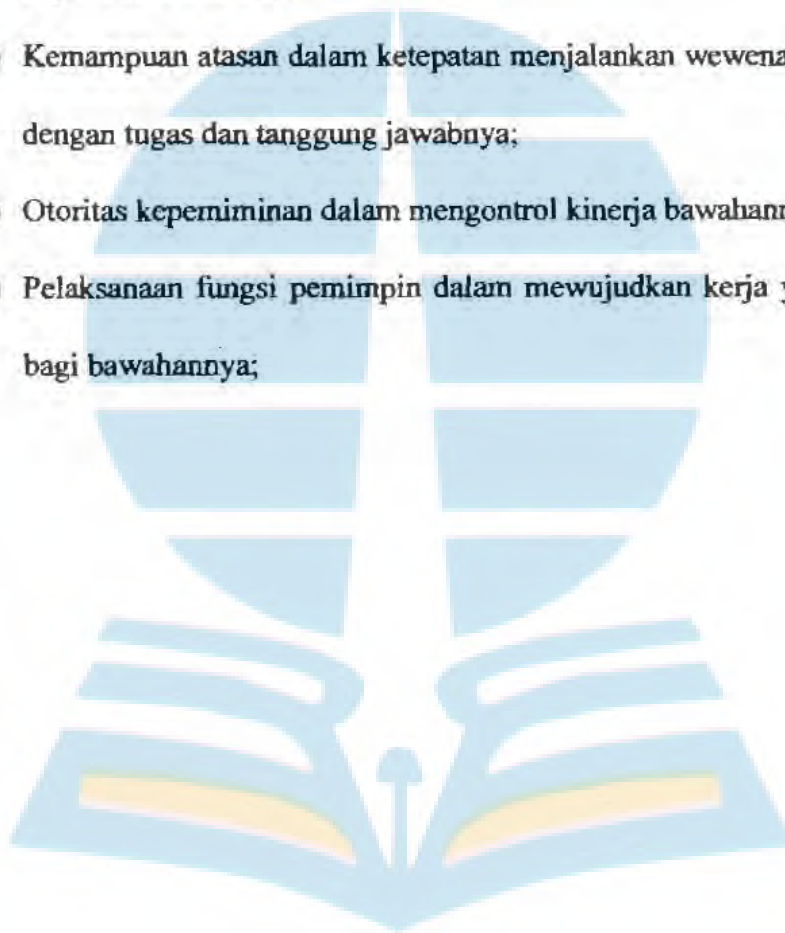 Kemampuan atasan dalam ketepatan menjalankan wewena
dengan tugas dan tanggung jawabnya;
Otoritas kepemiminan dalam mengontrol kinerja bawahann
Pelaksanaan fungsi pemimpin dalam mewujudkan kerja y
bagi bawahannya;